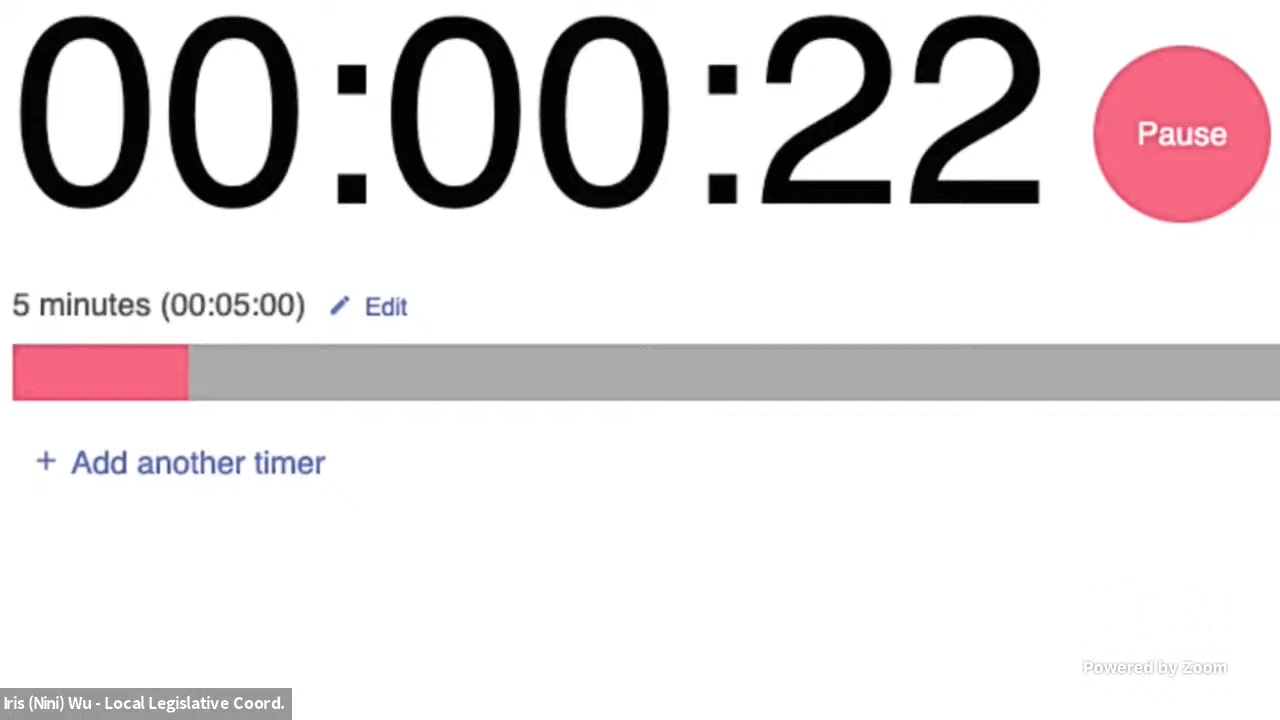 00:00:22
Pause
5 minutes (00:05:00) Edit
+ Add another timer
Powered by Zoom
Iris (Nini) Wu - Local Legislative Coord.